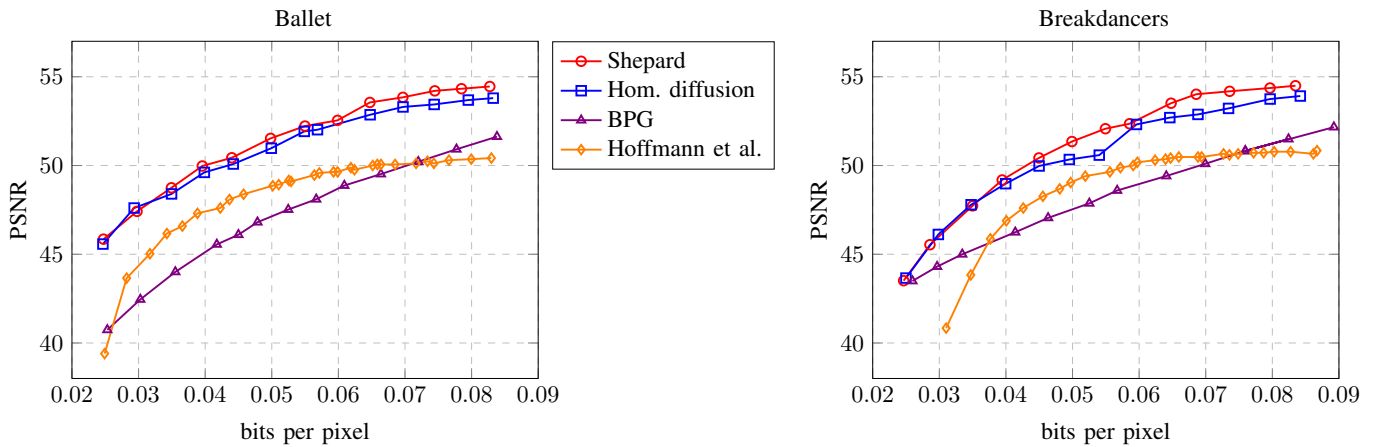 Ballet
55
50
45
40
PSNR
0.02 0.03 0.04 0.05 0.06 0.07 0.08 0.09
bits per pixel
Shepard
Hom. diffusion
BPG
Hoffmann et al.
Breakdancers
55
50
45
40
PSNR
0.02 0.03 0.04 0.05 0.06 0.07 0.08 0.09
bits per pixel